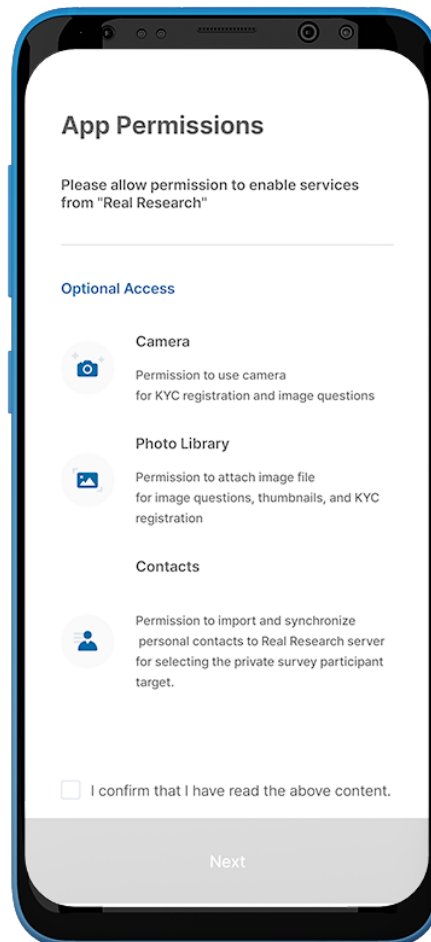 App Permissions
Please allow permission to enable services
from "Real Research"
Optional Access
Camera
Permission to use camera
for KYC registration and image questions
Photo Library
Permission to attach image file
for image questions, thumbnails, and KYC
registration
Contacts
Permission to import and synchronize
personal contacts to Real Research server
for selecting the private survey participant
target.
I confirm that I have read the above content.
Next